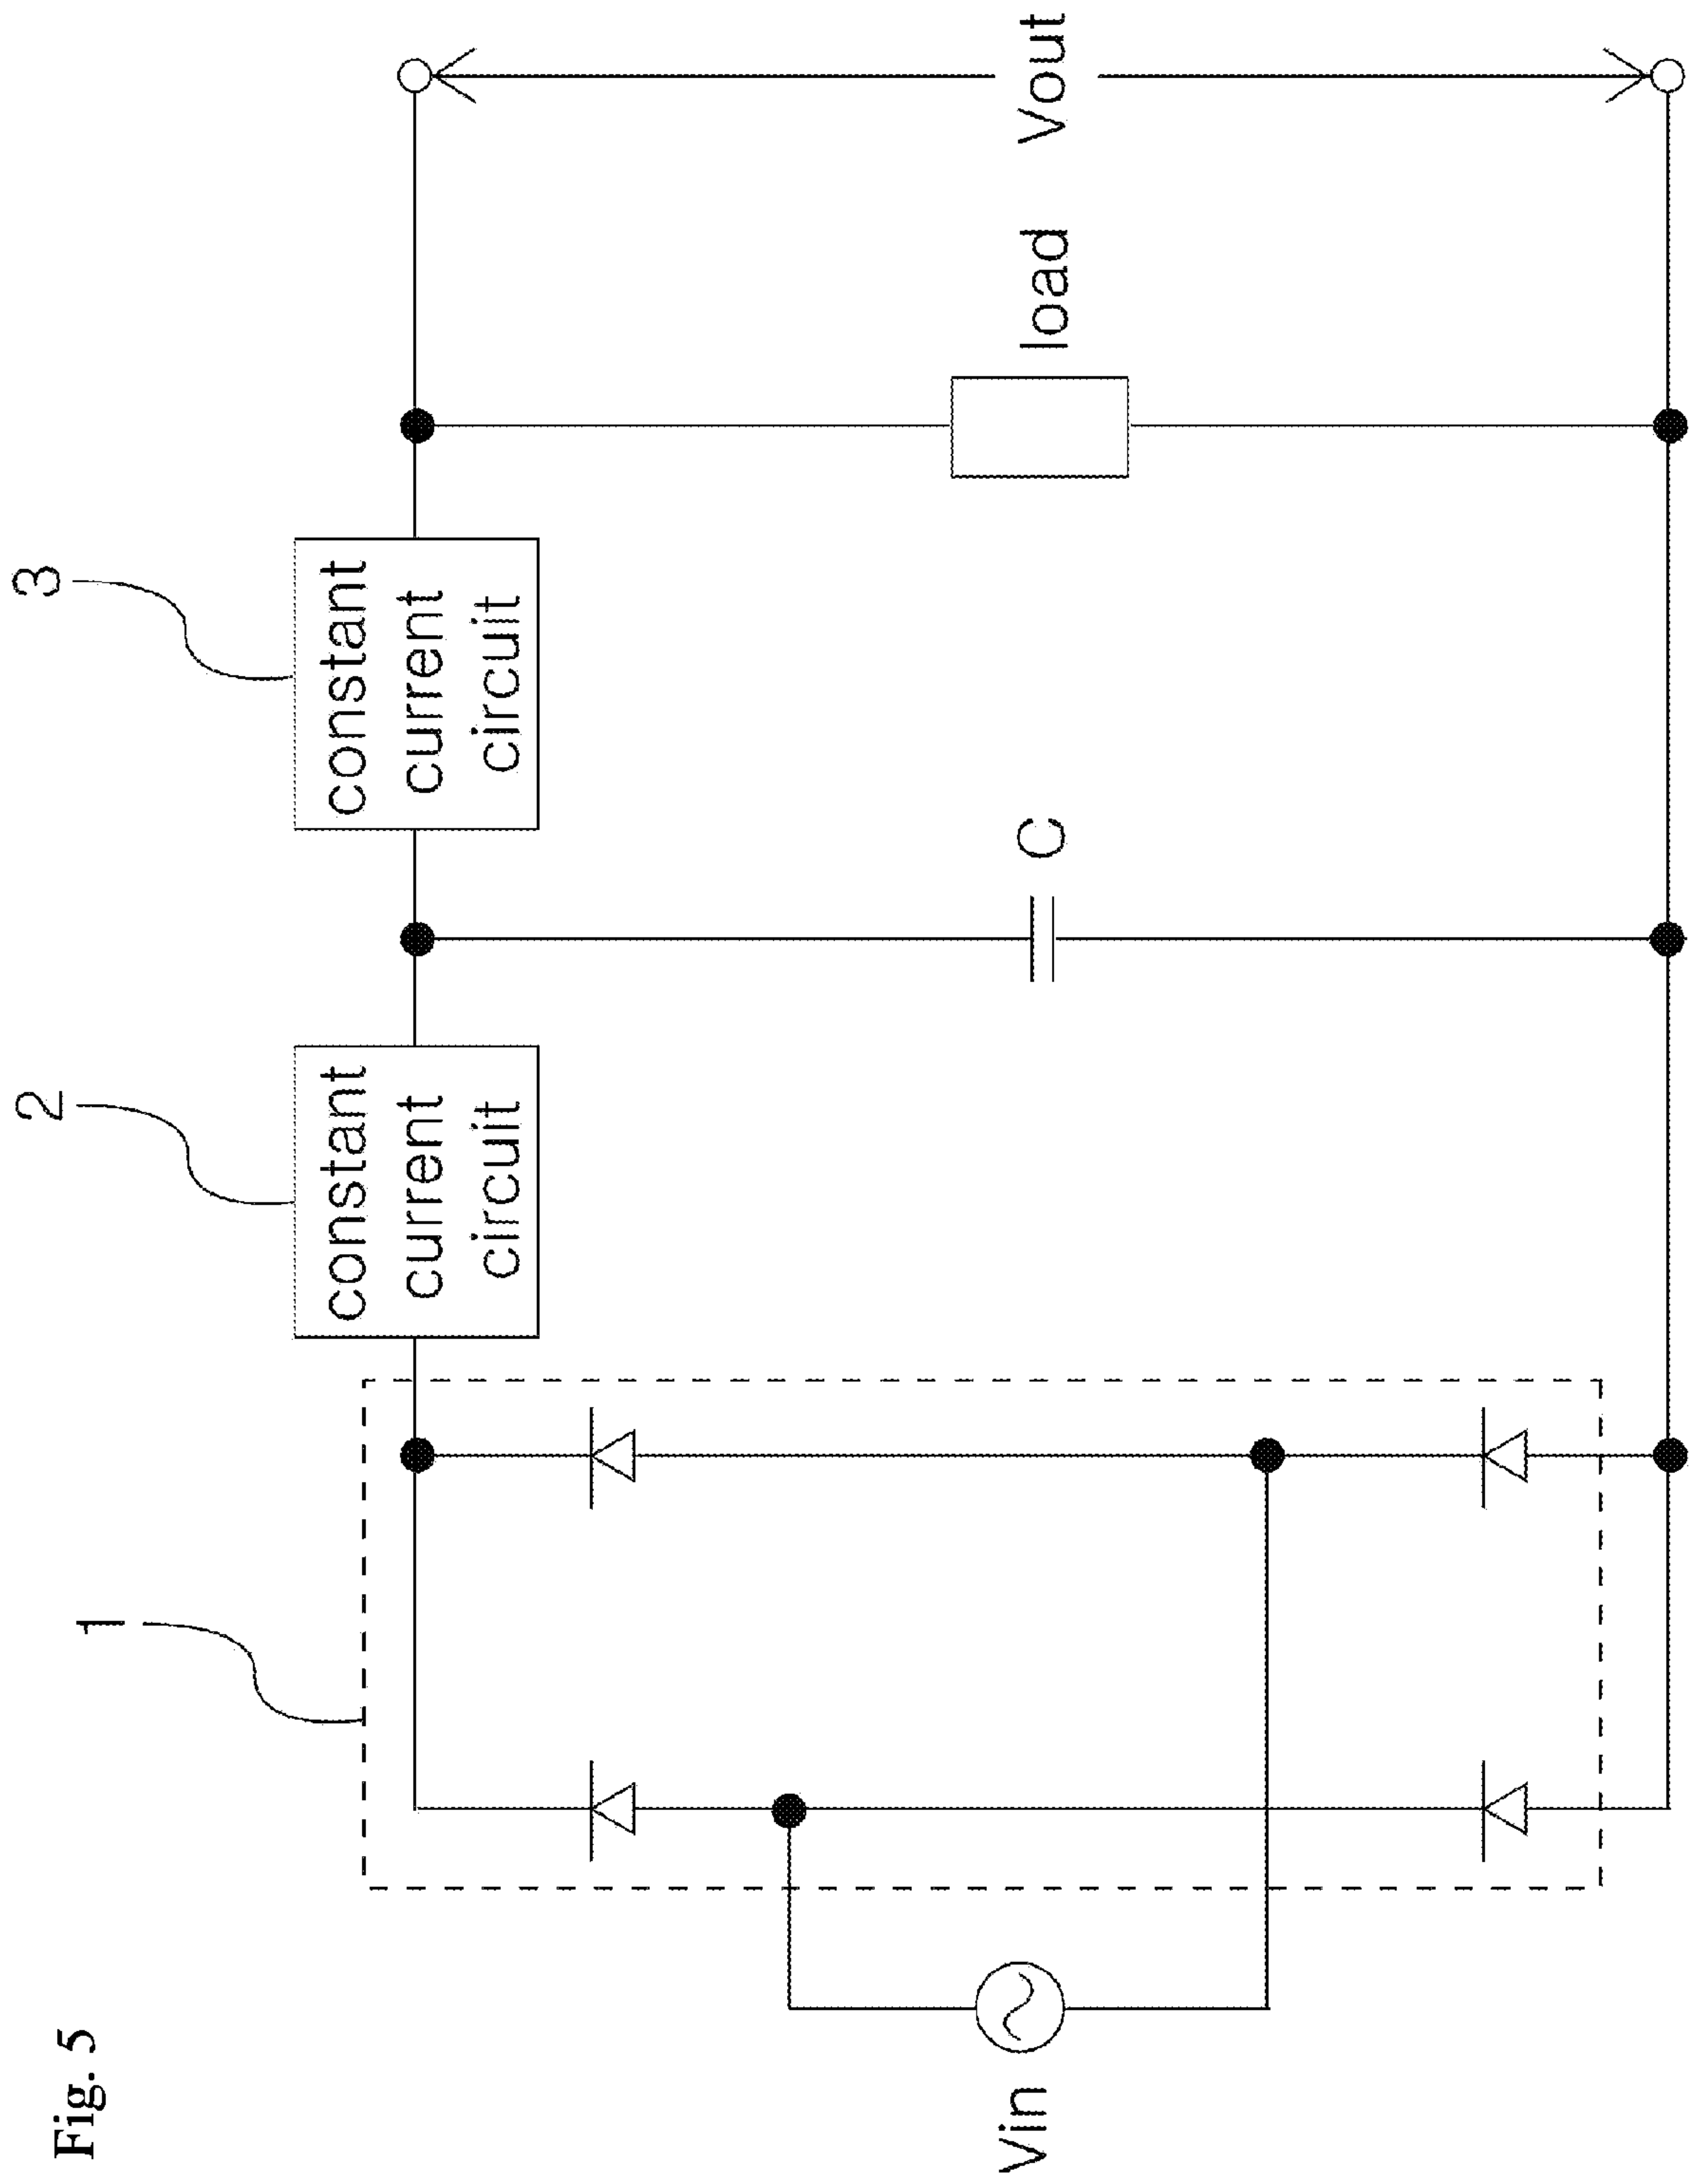 Fig. 5
1
2
3
constant
current
circuit
constant
current
circuit
Vin
C
load
Vout